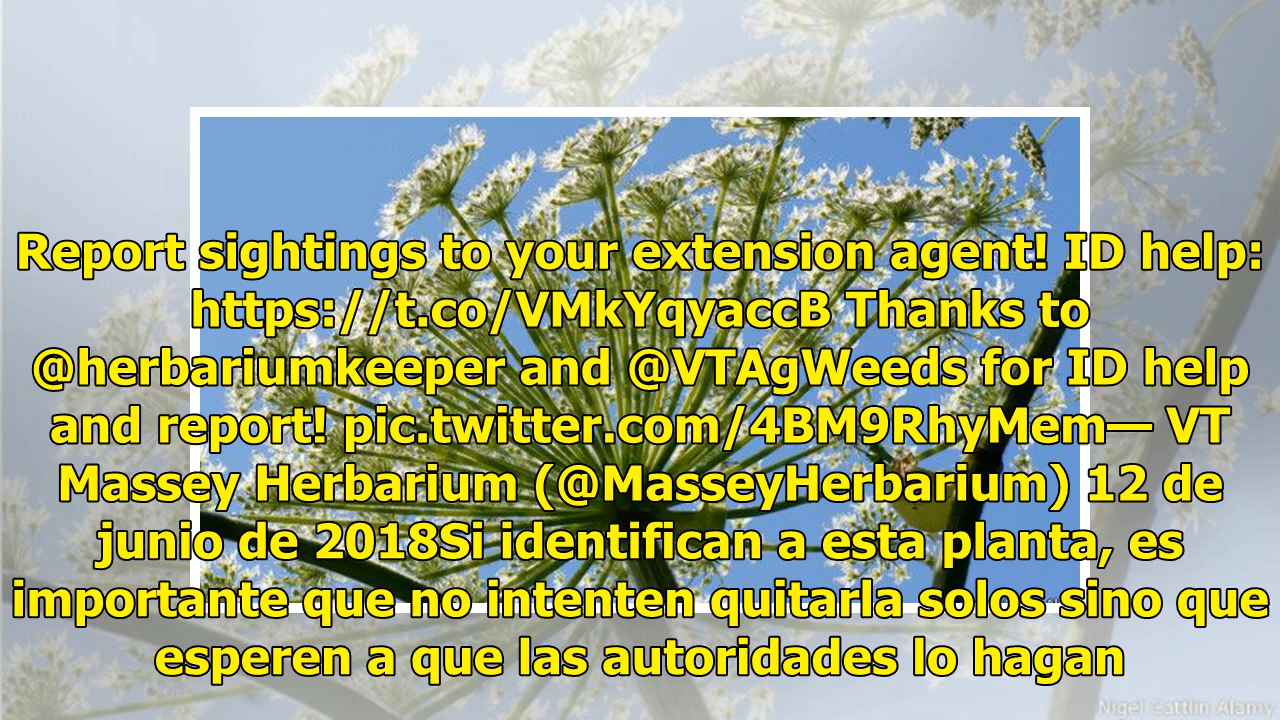 Report sightings to your extension agent! ID help:
https://t.co/VMkYqyaccB Thanks to
@herbariumkeeper and @VTAgWeeds for ID help
and report! pic.twitter.com/4BM9RhyMem— VT
Massey Herbarium (@MasseyHerbarium) 12 de
junio de 2018Si identifican a esta planta, es
importante que no intenten quitarla solos sino que
esperen a que las autoridades lo hagan
Nigel Cattlin Alamy